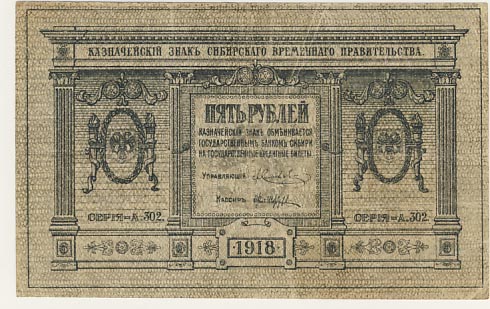 КАЗНАЧЕЙСКІЙ ЗНАКЪ СИБИРСКАГО ВРЕМЕННАГО ПРАВИТЕЛЬСТВА.
ПЯТЬ РУБЛЕЙ
КАЗНАЧЕЙСКІЙ ЗНАКЪ ОБМѢНИВАЕТСЯ
ГОСУДАРСТВЕННЫМЪ БАНКОМЪ СИБИРИ
НА ГОСУДАРСТВЕННЫЕ КРЕДИТНЫЕ БИЛЕТЫ.
УПРАВЛЯЮЩІЙ
КАССИРЪ
СЕРІЯ-А.302.
СЕРІЯ-А.302.
1918